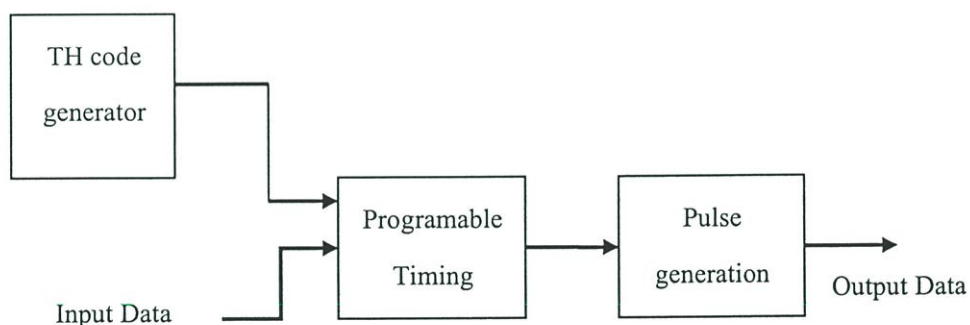 TH code
generator
Programable
Timing
Pulse
generation
Input Data
Output Data